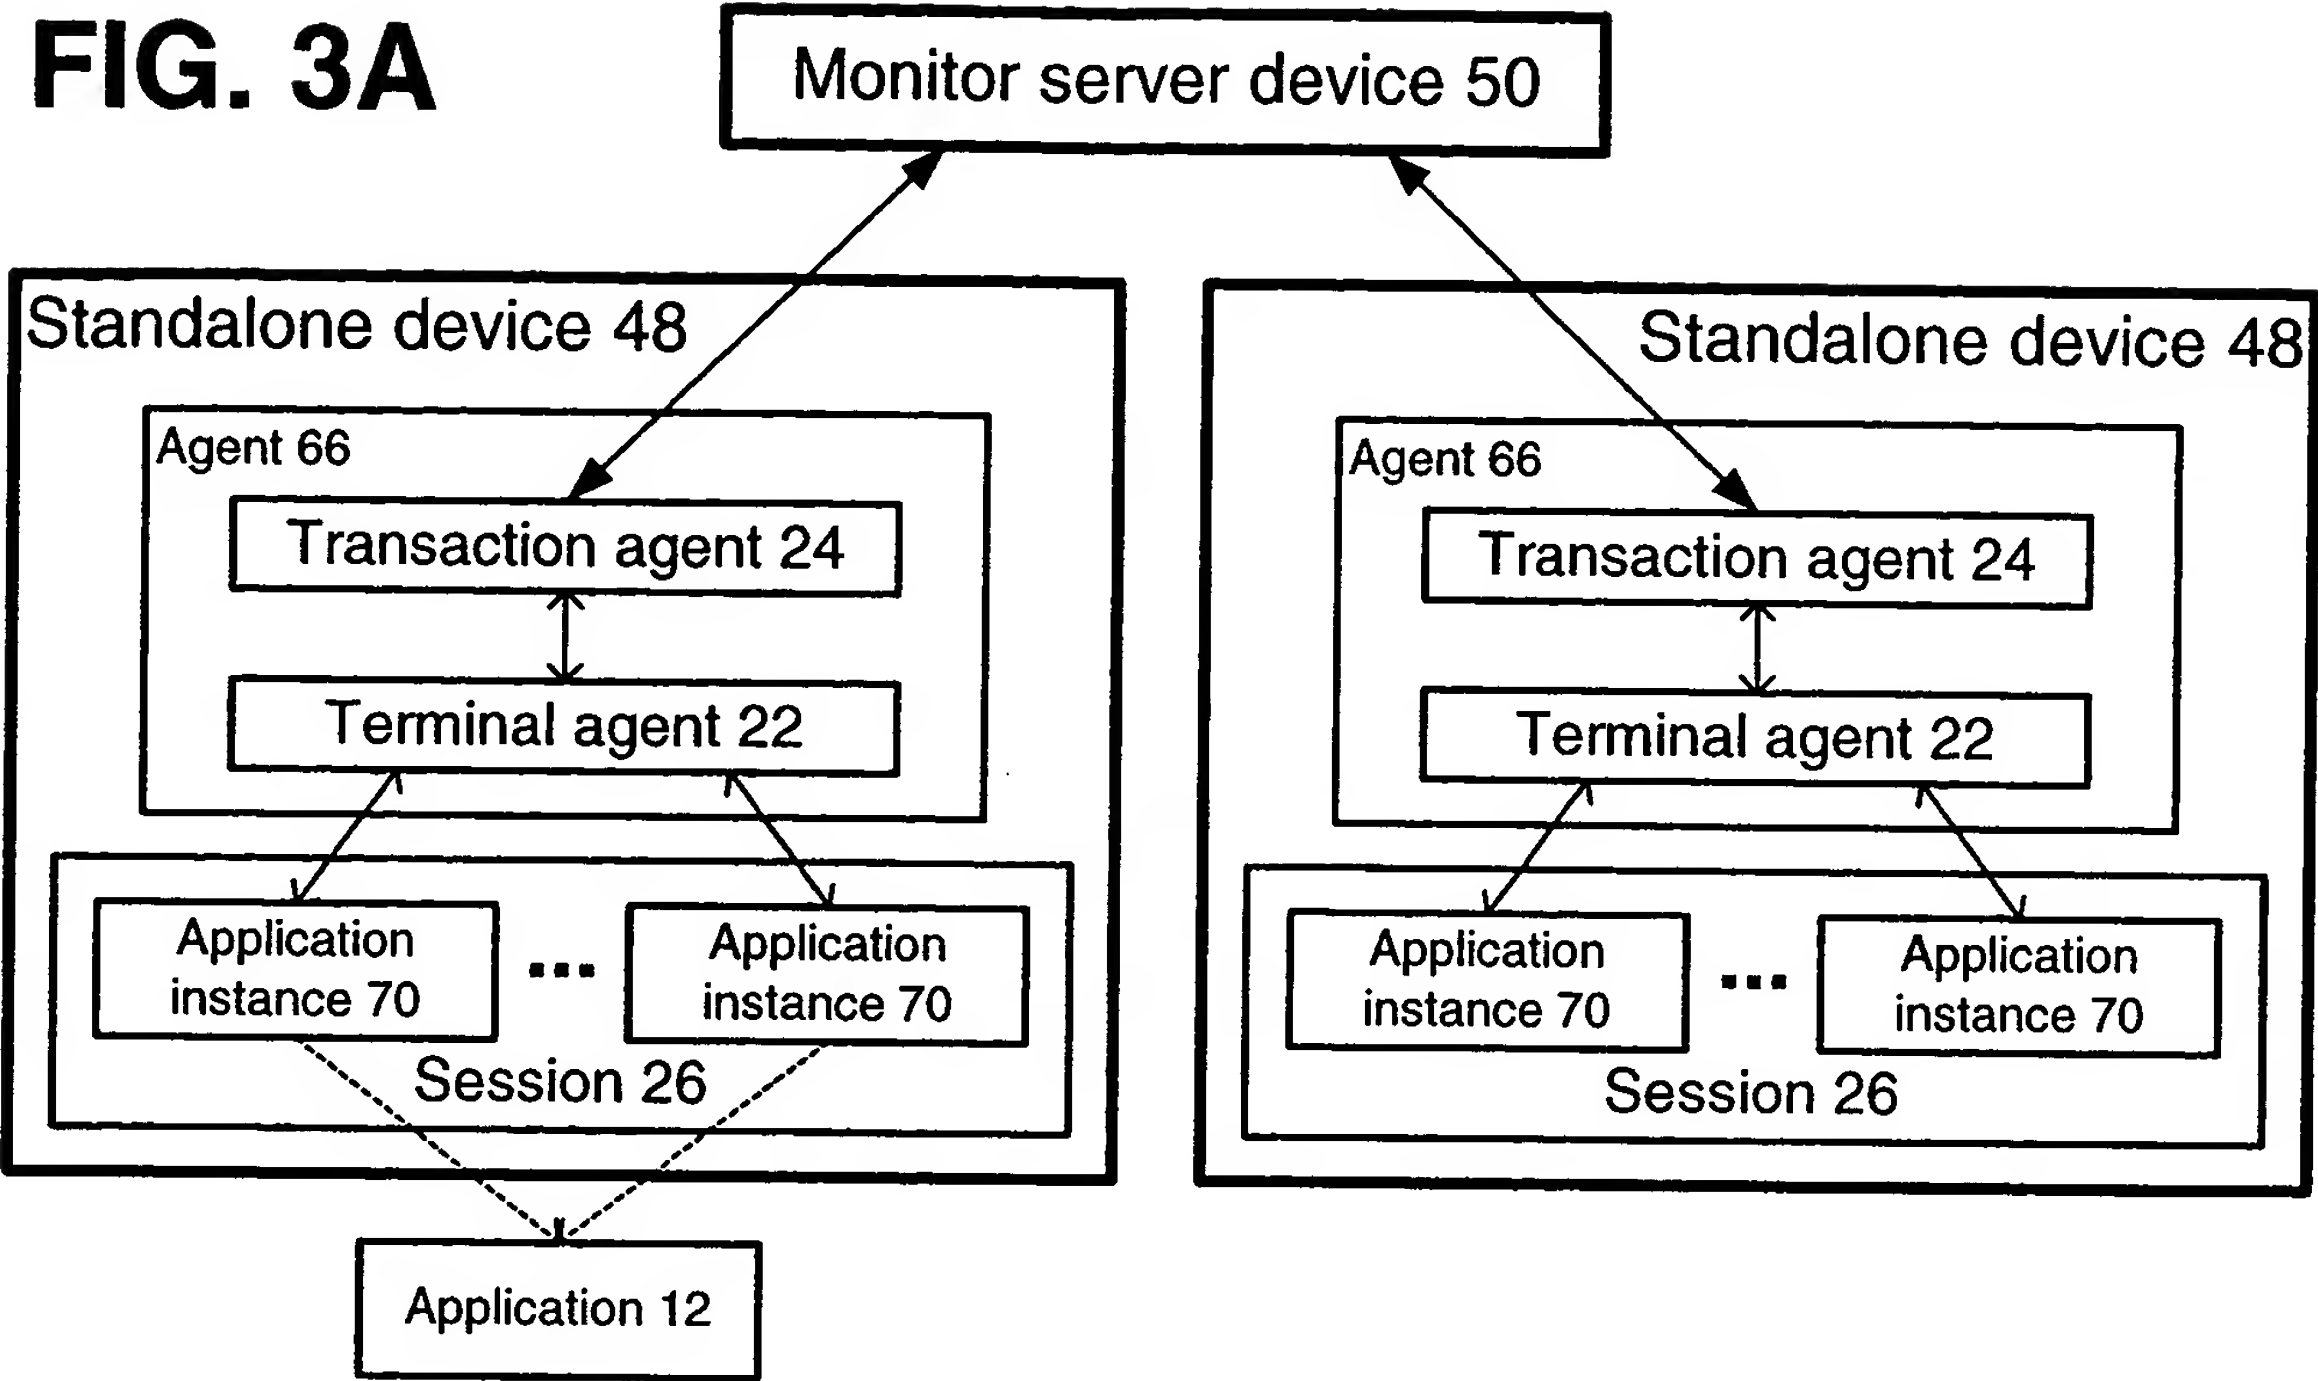 FIG. 3A
Monitor server device 50
Standalone device 48
Agent 66
Transaction agent 24
Terminal agent 22
Application
instance 70
...
Application
instance 70
Session 26
Application 12
Standalone device 48
Agent 66
Transaction agent 24
Terminal agent 22
Application
instance 70
...
Application
instance 70
Session 26